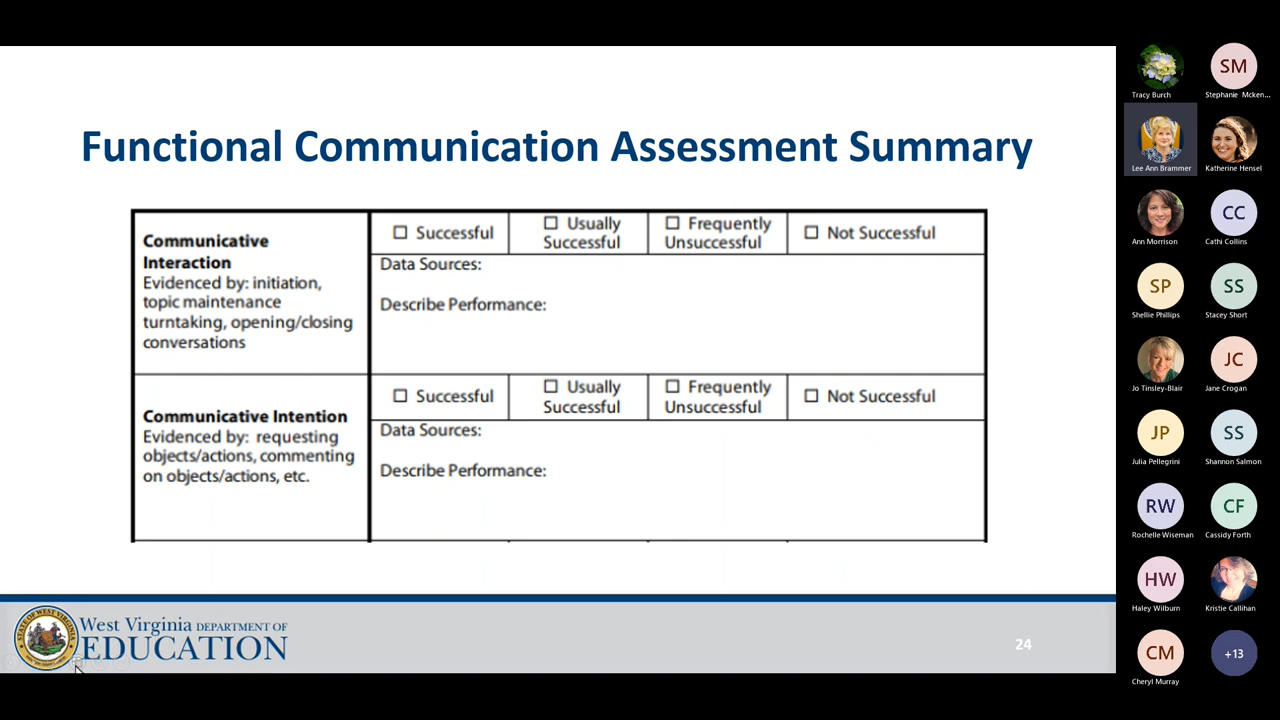 Functional Communication Assessment Summary
Communicative
Interaction
Evidenced by: initiation,
topic maintenance
turntaking, opening/closing
conversations
☐ Successful
☐ Usually
Successful
☐ Frequently
Unsuccessful
☐ Not Successful
Data Sources:
Describe Performance:
Communicative Intention
Evidenced by: requesting
objects/actions, commenting
on objects/actions, etc.
☐ Successful
☐ Usually
Successful
☐ Frequently
Unsuccessful
☐ Not Successful
Data Sources:
Describe Performance:
West Virginia DEPARTMENT OF
EDUCATION
24
Tracy Burch
SM
Stephanie Mcken...
Lee Ann Brammer
Katherine Hensel
Ann Morrison
CC
Cathi Collins
SP
Shellie Phillips
SS
Stacey Short
Jo Tinsley-Blair
JC
Jane Crogan
JP
Julia Pellegrini
SS
Shannon Salmon
RW
Rochelle Wiseman
CF
Cassidy Forth
HW
Haley Wilburn
Kristie Callihan
CM
Cheryl Murray
+13